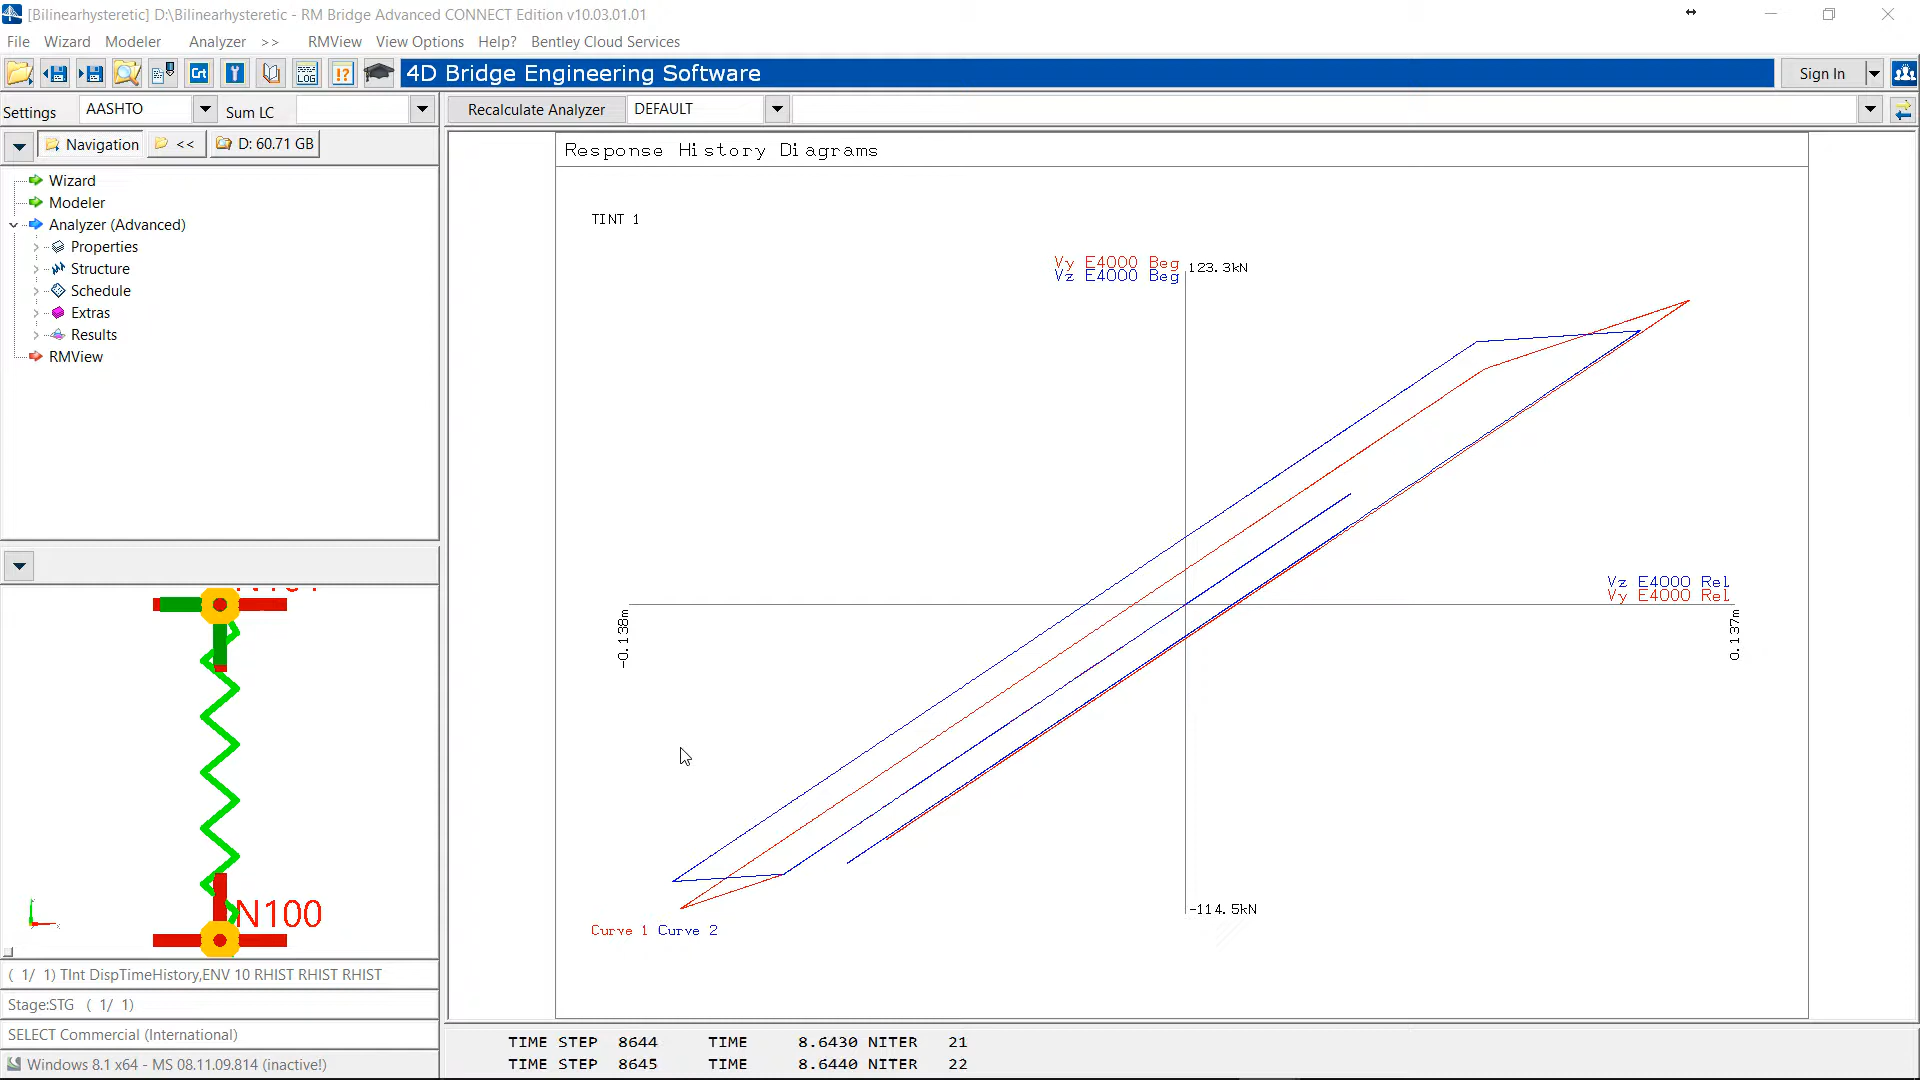 [Bilinearhysteretic] D:\Bilinearhysteretic - RM Bridge Advanced CONNECT Edition v10.03.01.01
File Wizard Modeler Analyzer >> RMView View Options Help? Bentley Cloud Services
Crt LOG !? 4D Bridge Engineering Software Sign In
Settings AASHTO Sum LC Recalculate Analyzer DEFAULT
Navigation << D: 60.71 GB
Wizard
Modeler
Analyzer (Advanced)
Properties
Structure
Schedule
Extras
Results
RMView
Response History Diagrams
TINT 1
Vy E4000 Beg
Vz E4000 Beg
123.3kN
Vz E4000 Rel
Vy E4000 Rel
-0.138m
0.137m
-114.5kN
Curve 1 Curve 2
N100
( 1/ 1) TInt DispTimeHistory,ENV 10 RHIST RHIST RHIST
Stage:STG ( 1/ 1)
SELECT Commercial (International)
Windows 8.1 x64 - MS 08.11.09.814 (inactive!)
TIME STEP 8644 TIME 8.6430 NITER 21
TIME STEP 8645 TIME 8.6440 NITER 22